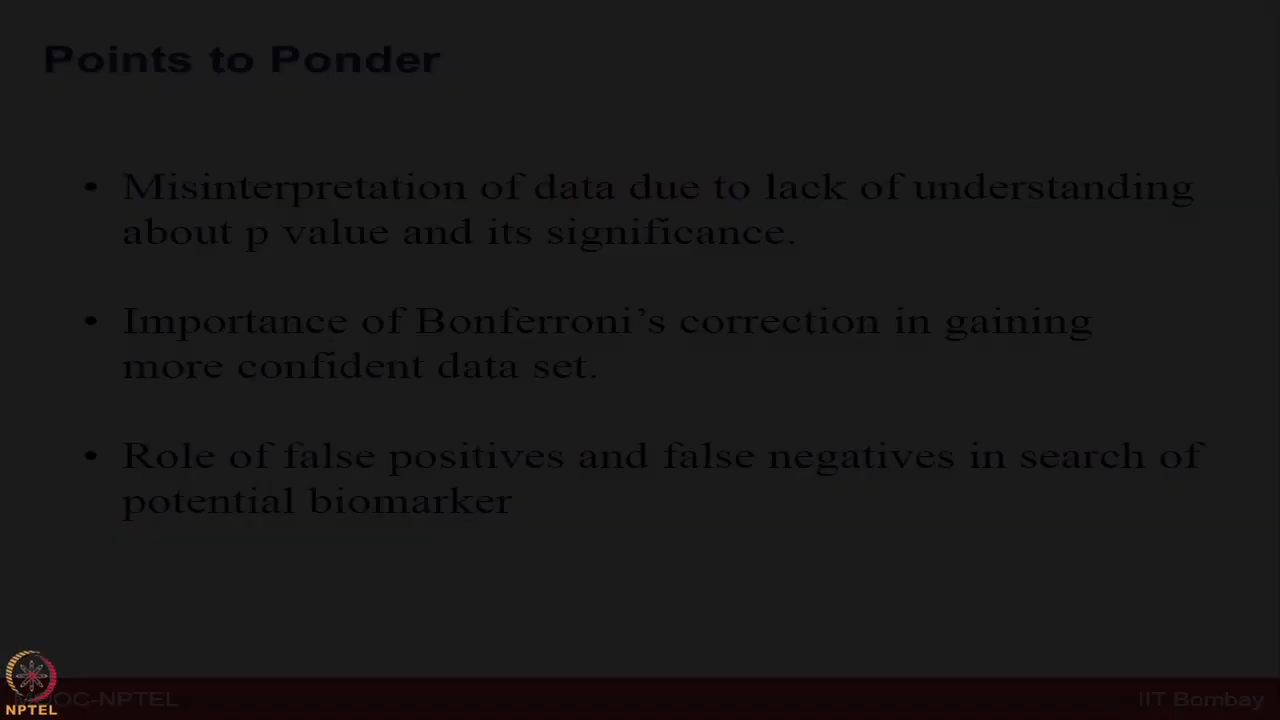 Points to Ponder
• Misinterpretation of data due to lack of understanding
about p value and its significance.
• Importance of Bonferroni's correction in gaining
more confident data set.
• Role of false positives and false negatives in search of
potential biomarker
MOOC-NPTEL
NPTEL
IIT Bombay